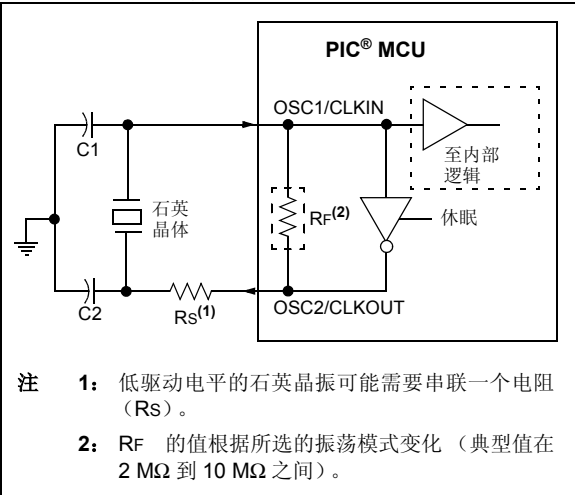 PIC® MCU
OSC1/CLKIN
C1
至内部
逻辑
石英
晶体
RF(2)
休眠
C2
RS(1)
OSC2/CLKOUT
注 1： 低驱动电平的石英晶振可能需要串联一个电阻
（RS）。
2： RF 的值根据所选的振荡模式变化 （典型值在
2 MΩ 到 10 MΩ 之间）。